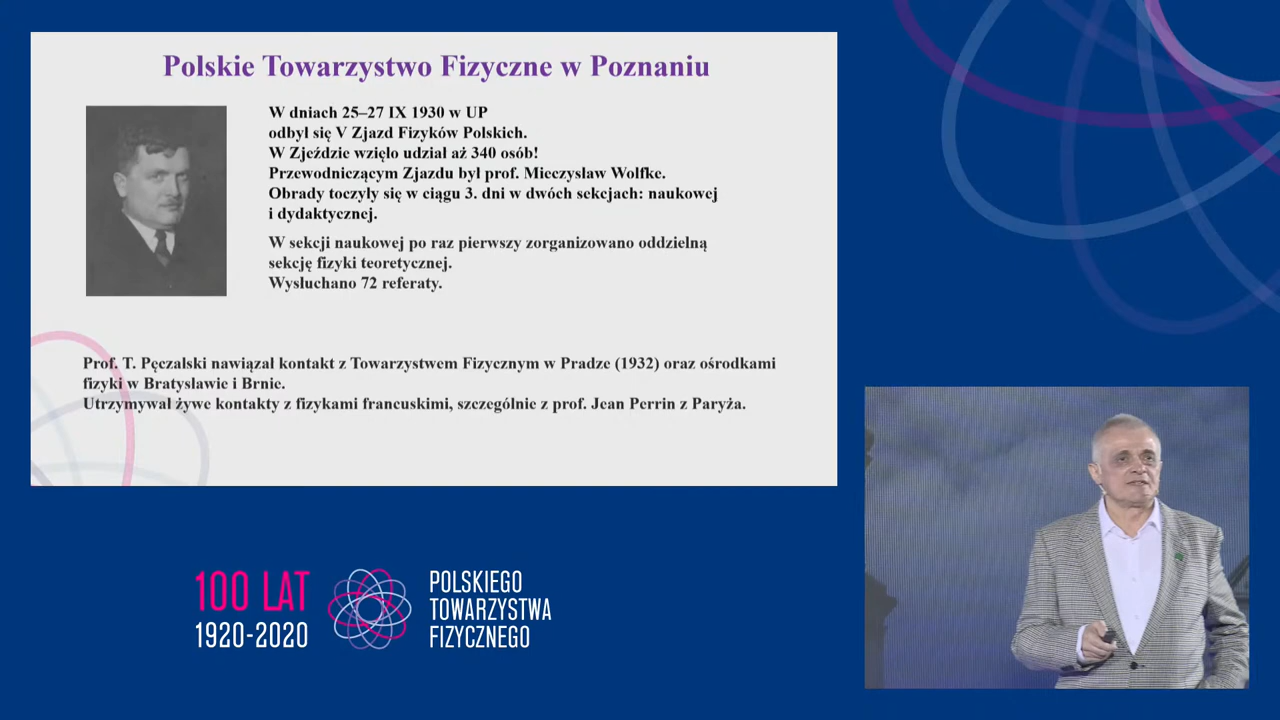 Polskie Towarzystwo Fizyczne w Poznaniu
W dniach 25–27 IX 1930 w UP
odbył się V Zjazd Fizyków Polskich.
W Zjeździe wzięło udział aż 340 osób!
Przewodniczącym Zjazdu był prof. Mieczysław Wolfke.
Obrady toczyły się w ciągu 3. dni w dwóch sekcjach: naukowej
i dydaktycznej.
W sekcji naukowej po raz pierwszy zorganizowano oddzielną
sekcję fizyki teoretycznej.
Wysłuchano 72 referaty.
Prof. T. Pęczalski nawiązał kontakt z Towarzystwem Fizycznym w Pradze (1932) oraz ośrodkami
fizyki w Bratysławie i Brnie.
Utrzymywał żywe kontakty z fizykami francuskimi, szczególnie z prof. Jean Perrin z Paryża.
100 LAT
1920-2020
POLSKIEGO
TOWARZYSTWA
FIZYCZNEGO